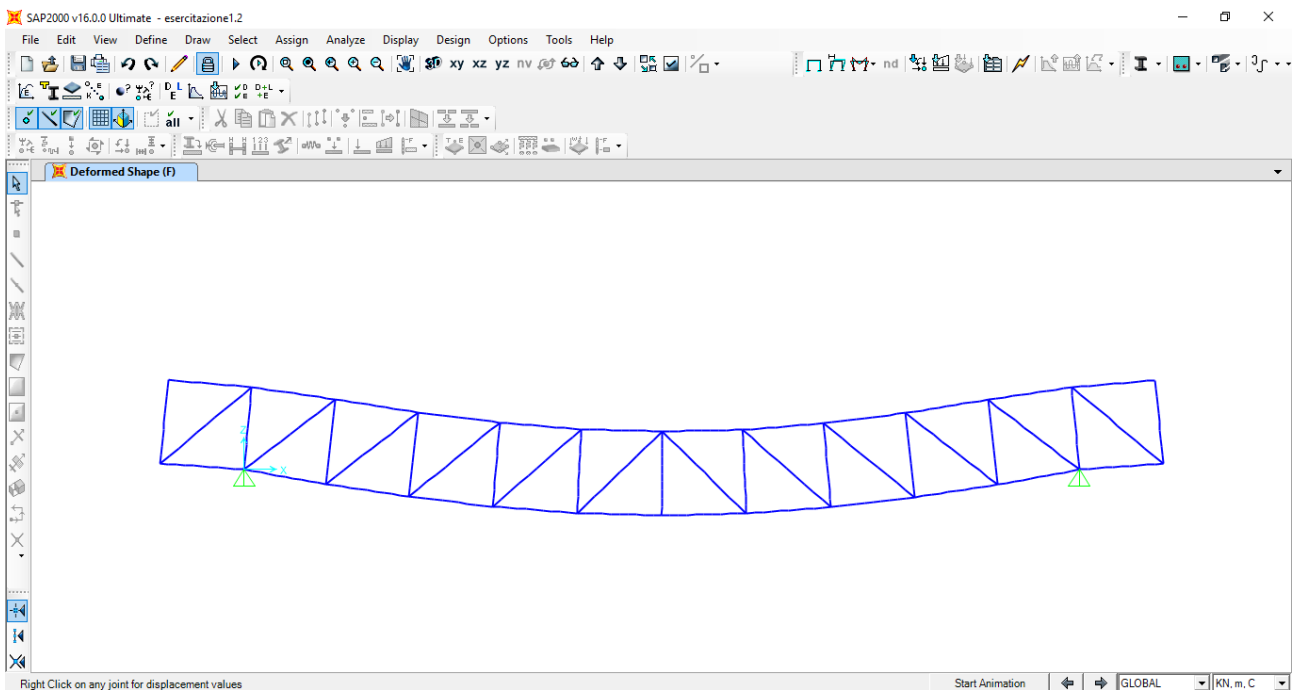 SAP2000 v16.0.0 Ultimate - esercitazione1.2
File Edit View Define Draw Select Assign Analyze Display Design Options Tools Help
xy xz yz nv nd
all
Deformed Shape (F)
Z
X
Right Click on any joint for displacement values Start Animation GLOBAL KN, m, C